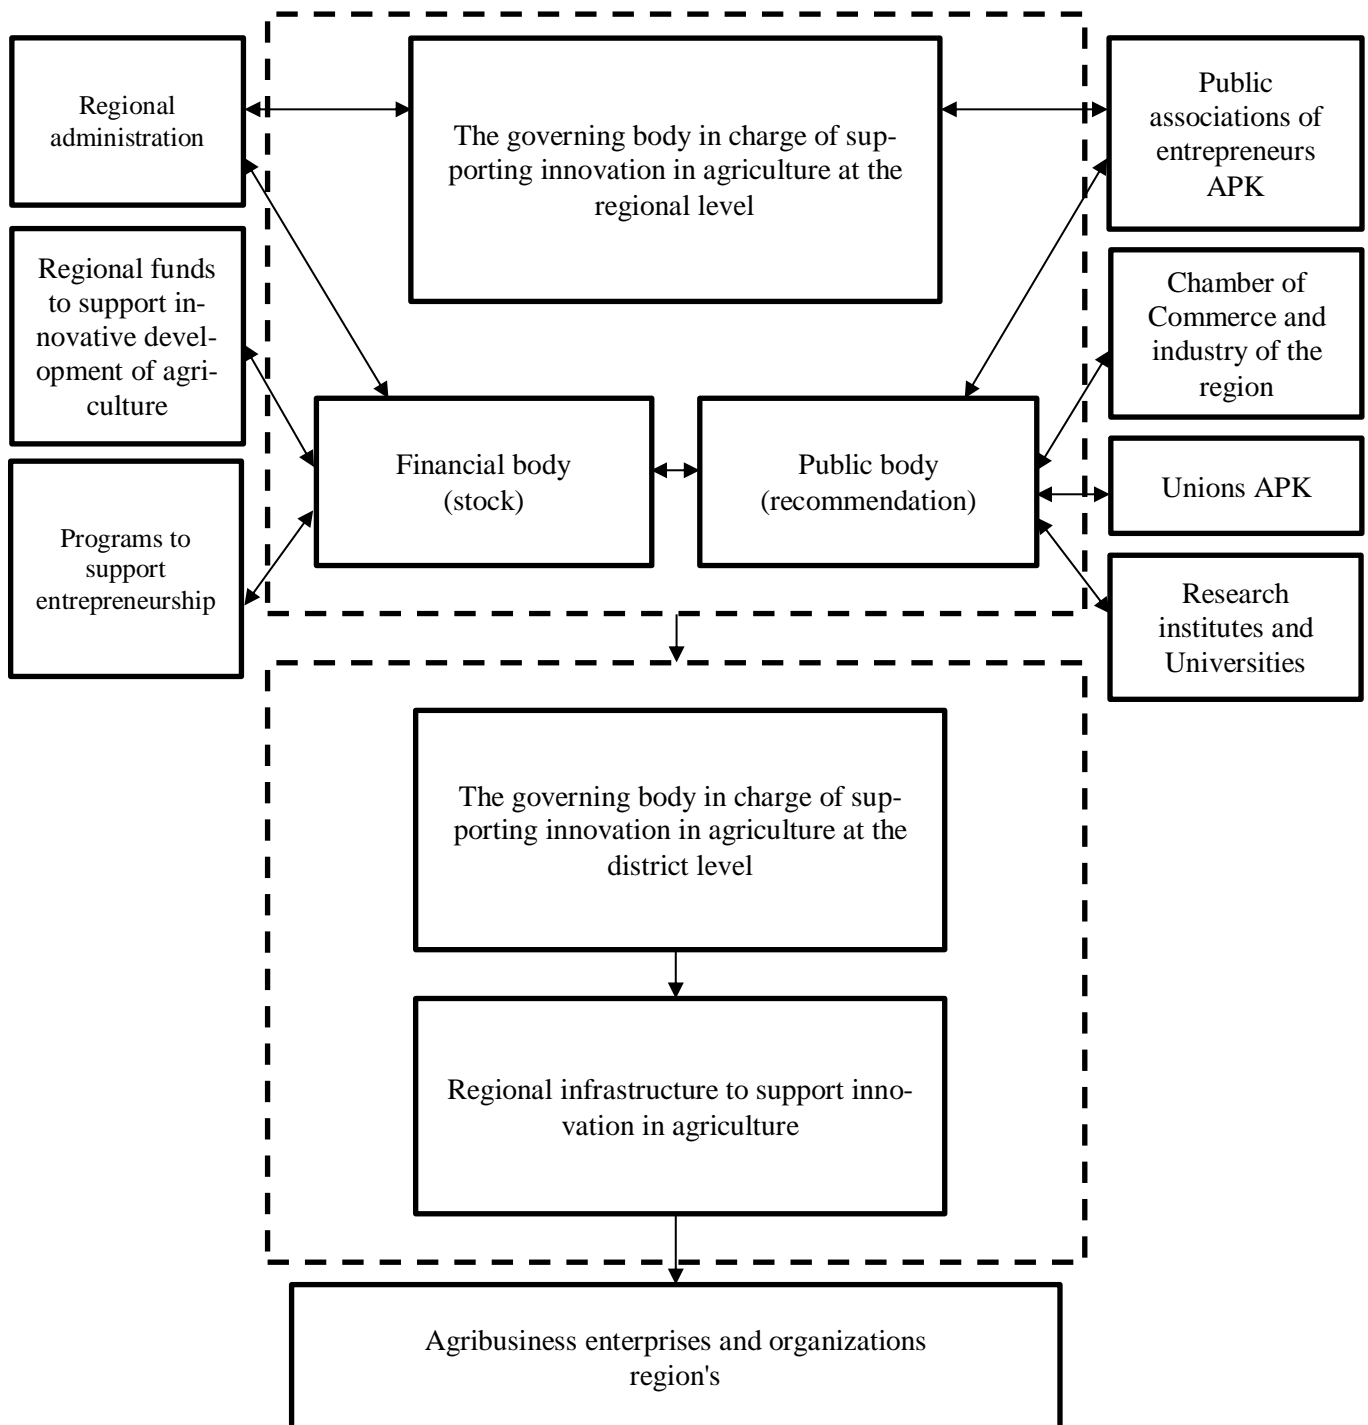 Regional
administration
The governing body in charge of sup-
porting innovation in agriculture at the
regional level
Public
associations of
entrepreneurs
APK
Regional funds
to support in-
novative devel-
opment of agri-
culture
Chamber of
Commerce and
industry of the
region
Financial body
(stock)
Public body
(recommendation)
Unions APK
Programs to
support
entrepreneurship
Research
institutes and
Universities
The governing body in charge of sup-
porting innovation in agriculture at the
district level
Regional infrastructure to support inno-
vation in agriculture
Agribusiness enterprises and organizations
region's